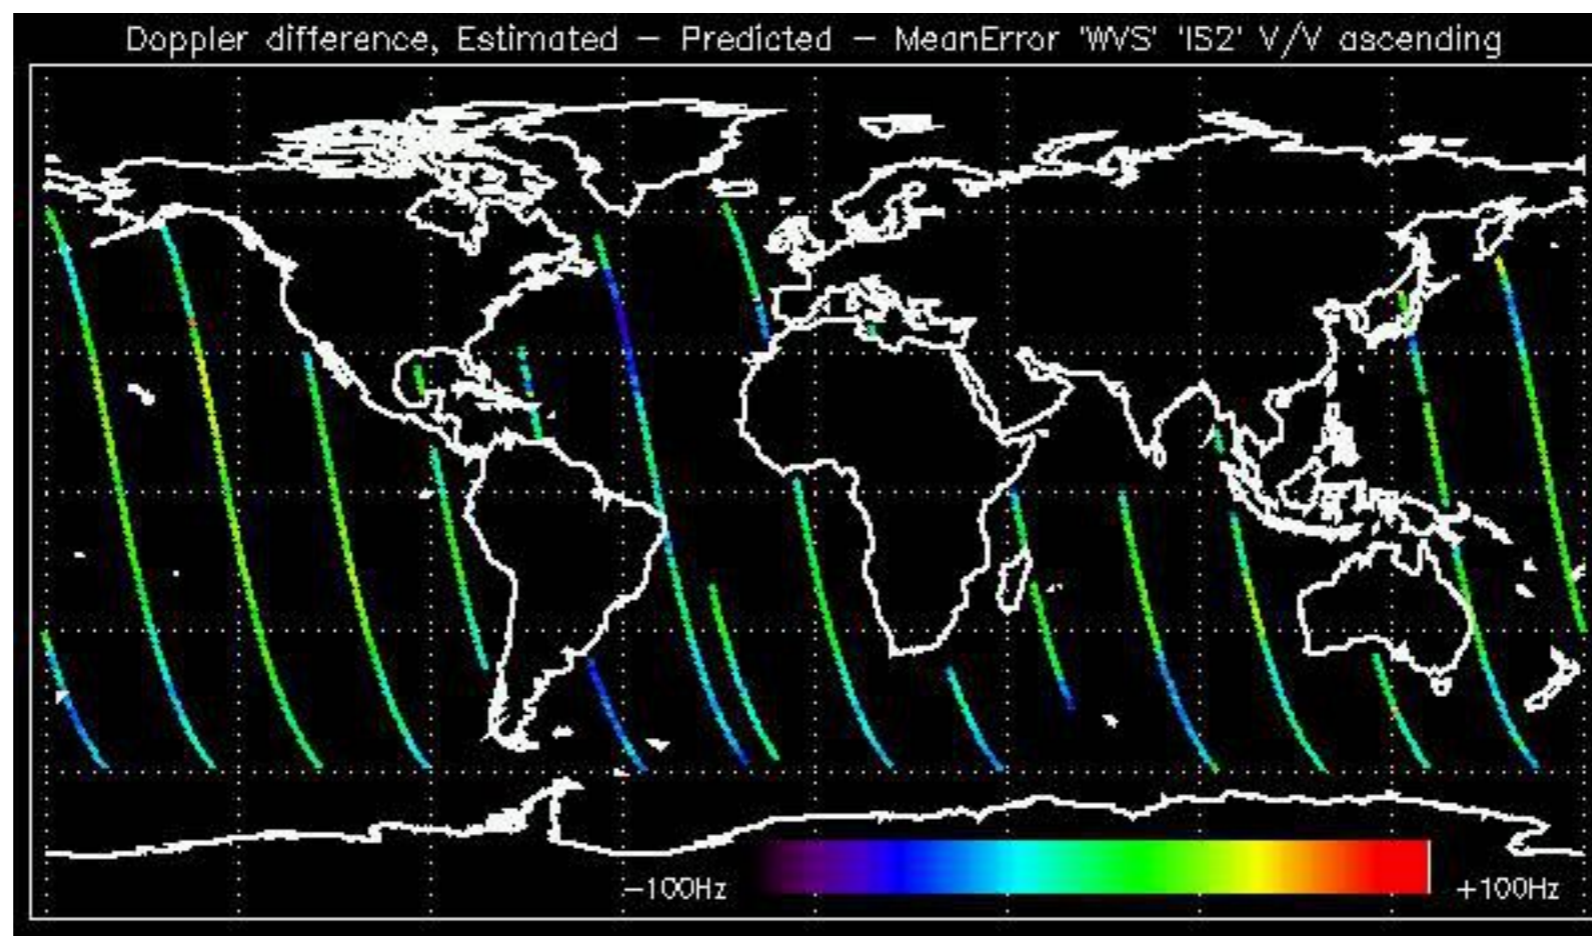 Doppler difference, Estimated - Predicted - MeanError 'WVS' 'IS2' V/V ascending
-100Hz +100Hz